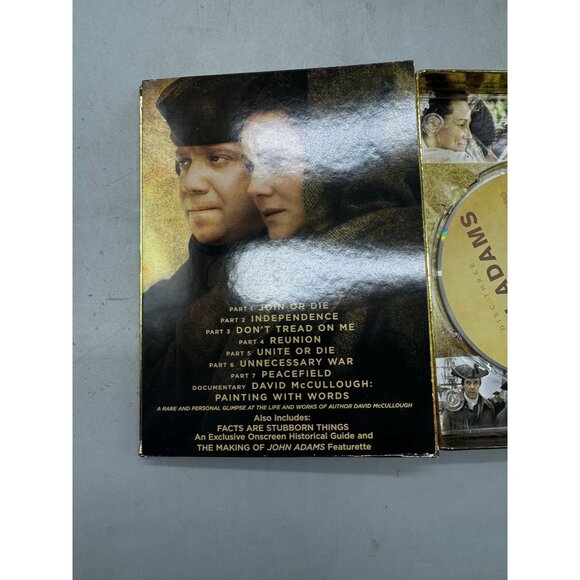 PART 1 JOIN OR DIE
PART 2 INDEPENDENCE
PART 3 DON'T TREAD ON ME
PART 4 REUNION
PART 5 UNITE OR DIE
PART 6 UNNECESSARY WAR
PART 7 PEACEFIELD
DOCUMENTARY DAVID McCULLOUGH:
PAINTING WITH WORDS
A RARE AND PERSONAL GLIMPSE AT THE LIFE AND WORKS OF AUTHOR DAVID McCULLOUGH
Also Includes:
FACTS ARE STUBBORN THINGS
An Exclusive Onscreen Historical Guide and
THE MAKING OF JOHN ADAMS Featurette
DISC THREE
ADAMS